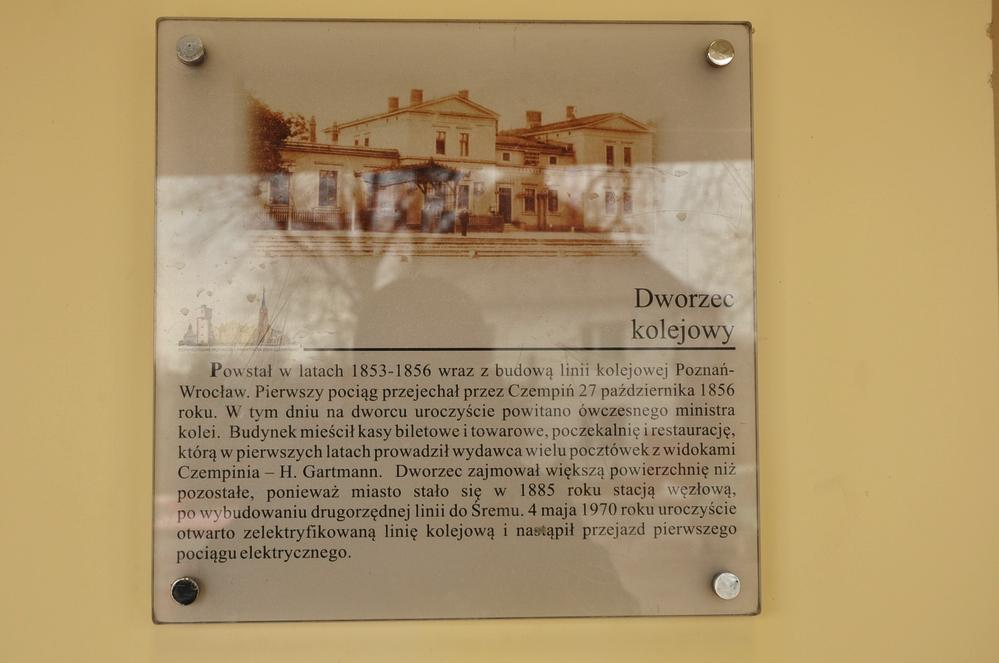 Dworzec
kolejowy
Powstał w latach 1853-1856 wraz z budową linii kolejowej Poznań-
Wrocław. Pierwszy pociąg przejechał przez Czempiń 27 października 1856
roku. W tym dniu na dworcu uroczyście powitano ówczesnego ministra
kolei. Budynek mieścił kasy biletowe i towarowe, poczekalnię i restaurację,
którą w pierwszych latach prowadził wydawca wielu pocztówek z widokami
Czempinia – H. Gartmann. Dworzec zajmował większą powierzchnię niż
pozostałe, ponieważ miasto stało się w 1885 roku stacją węzłową,
po wybudowaniu drugorzędnej linii do Śremu. 4 maja 1970 roku uroczyście
otwarto zelektryfikowaną linię kolejową i nastąpił przejazd pierwszego
pociągu elektrycznego.